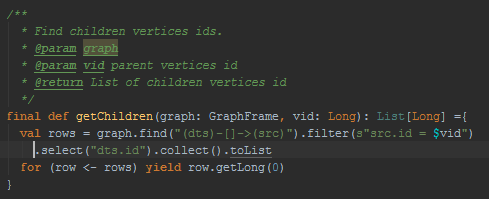 /**
 * Find children vertices ids.
 * @param graph
 * @param vid parent vertices id
 * @return List of children vertices id
 */
final def getChildren(graph: GraphFrame, vid: Long): List[Long] ={
  val rows = graph.find("(dts)-[]->(src)").filter(s"src.id = $vid")
    .select("dts.id").collect().toList
  for (row <- rows) yield row.getLong(0)
}